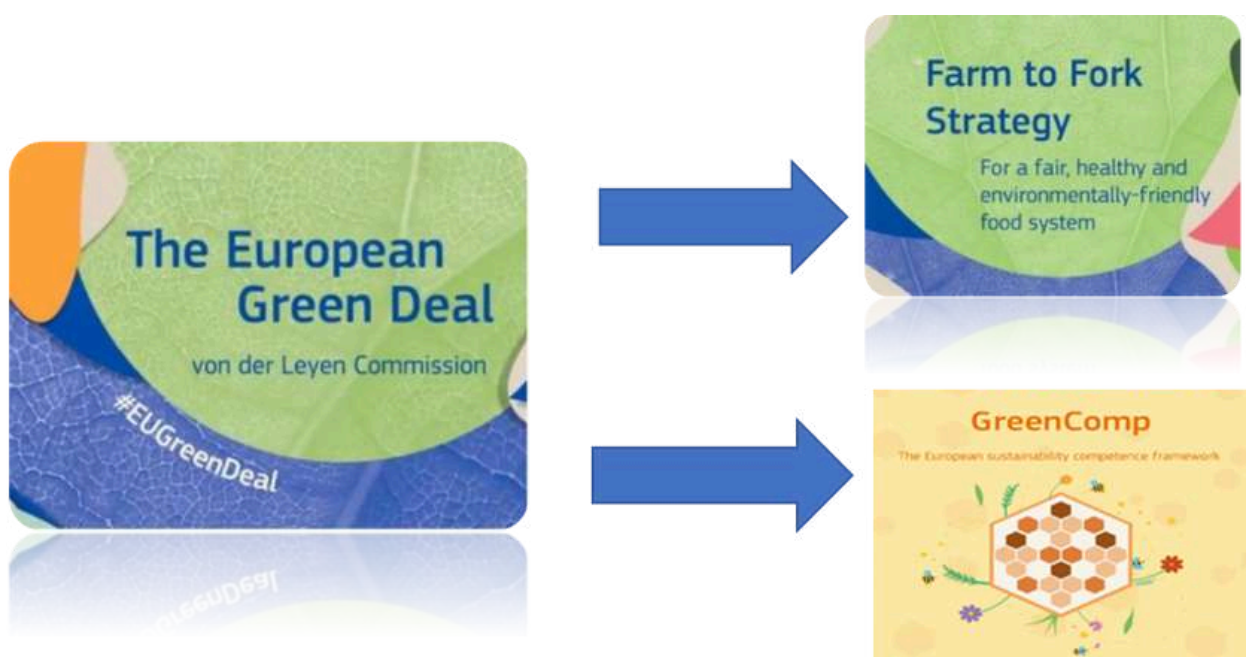 The European
Green Deal
von der Leyen Commission
#EUGreenDeal
Farm to Fork
Strategy
For a fair, healthy and
environmentally-friendly
food system
GreenComp
The European sustainability competence framework